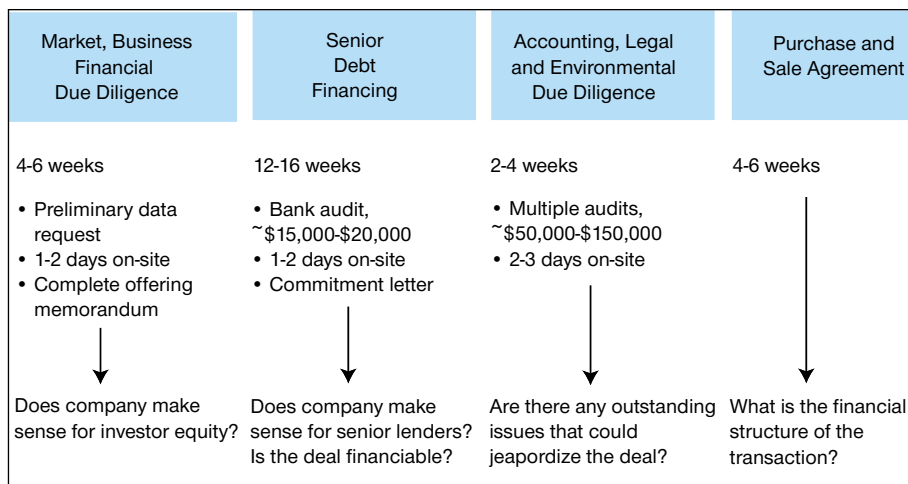 Market, Business
Financial
Due Diligence
4-6 weeks
• Preliminary data
request
• 1-2 days on-site
• Complete offering
memorandum
Does company make
sense for investor equity?
Senior
Debt
Financing
12-16 weeks
• Bank audit,
~$15,000-$20,000
• 1-2 days on-site
• Commitment letter
Does company make
sense for senior lenders?
Is the deal financiable?
Accounting, Legal
and Environmental
Due Diligence
2-4 weeks
• Multiple audits,
~$50,000-$150,000
• 2-3 days on-site
Are there any outstanding
issues that could
jeapordize the deal?
Purchase and
Sale Agreement
4-6 weeks
What is the financial
structure of the
transaction?